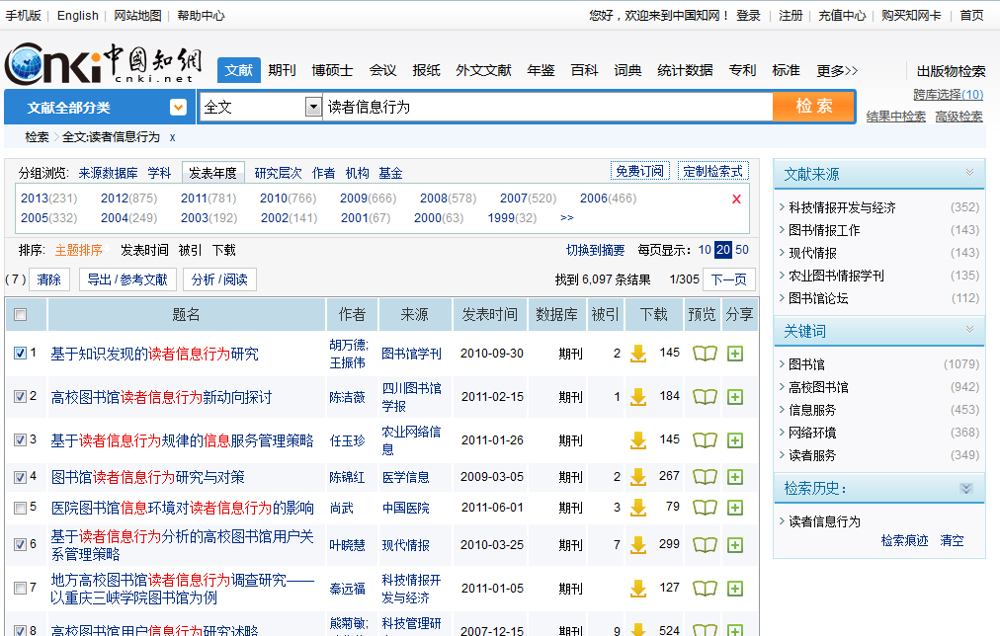 手机版 | English | 网站地图 | 帮助中心 您好，欢迎来到中国知网！ 登录 | 注册 | 充值中心 | 购买知网卡 | 首页
CNKI 中国知網
cnki.net
文献 期刊 博硕士 会议 报纸 外文文献 年鉴 百科 词典 统计数据 专利 标准 更多>> 出版物检索
文献全部分类 全文 读者信息行为 检索 跨库选择(10)
结果中检索 高级检索
检索 > 全文:读者信息行为 x
分组浏览: 来源数据库 学科 发表年度 研究层次 作者 机构 基金 免费订阅 定制检索式
2013(231) 2012(875) 2011(781) 2010(766) 2009(666) 2008(578) 2007(520) 2006(466) X
2005(332) 2004(249) 2003(192) 2002(141) 2001(67) 2000(63) 1999(32) >>
排序: 主题排序 发表时间 被引 下载 切换到摘要 每页显示: 10 20 50
(7) 清除 导出/参考文献 分析/阅读 找到 6,097 条结果 1/305 下一页
题名 作者 来源 发表时间 数据库 被引 下载 预览 分享
1 基于知识发现的读者信息行为研究 胡万德; 王振伟 图书馆学刊 2010-09-30 期刊 2 145
2 高校图书馆读者信息行为新动向探讨 陈洁薇 四川图书馆学报 2011-02-15 期刊 1 184
3 基于读者信息行为规律的信息服务管理策略 任玉珍 农业网络信息 2011-01-26 期刊 145
4 图书馆读者信息行为研究与对策 陈锦红 医学信息 2009-03-05 期刊 2 267
5 医院图书馆信息环境对读者信息行为的影响 尚武 中国医院 2011-06-01 期刊 3 79
6 基于读者信息行为分析的高校图书馆用户关系管理策略 叶晓慧 现代情报 2010-03-25 期刊 7 299
7 地方高校图书馆读者信息行为调查研究——以重庆三峡学院图书馆为例 秦远福 科技情报开发与经济 2011-01-05 期刊 127
8 高校图书馆用户信息行为研究述略 熊菊敏; 科技管理研 2007-12-15 期刊 9 524
文献来源
科技情报开发与经济 (352)
图书情报工作 (143)
现代情报 (143)
农业图书情报学刊 (135)
图书馆论坛 (112)
关键词
图书馆 (1079)
高校图书馆 (942)
信息服务 (453)
网络环境 (368)
读者服务 (349)
检索历史：
读者信息行为
检索痕迹 清空